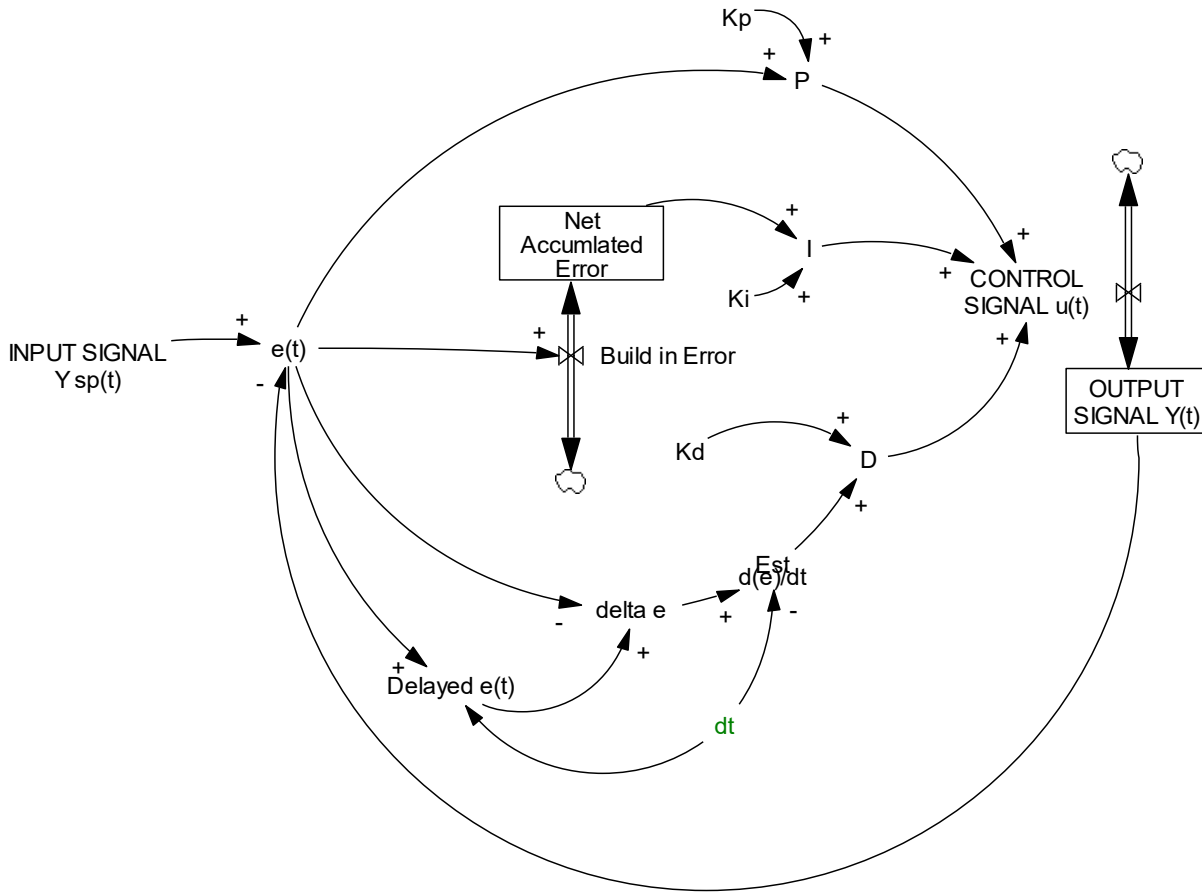 Kp
+
+
P
+
Net
Accumlated
Error
+
I
+
Ki
+
CONTROL
SIGNAL u(t)
+
INPUT SIGNAL
Y sp(t)
+
e(t)
-
+
Build in Error
OUTPUT
SIGNAL Y(t)
Kd
+
D
+
Est
d(e)/dt
delta e
-
+
-
+
+
Delayed e(t)
dt